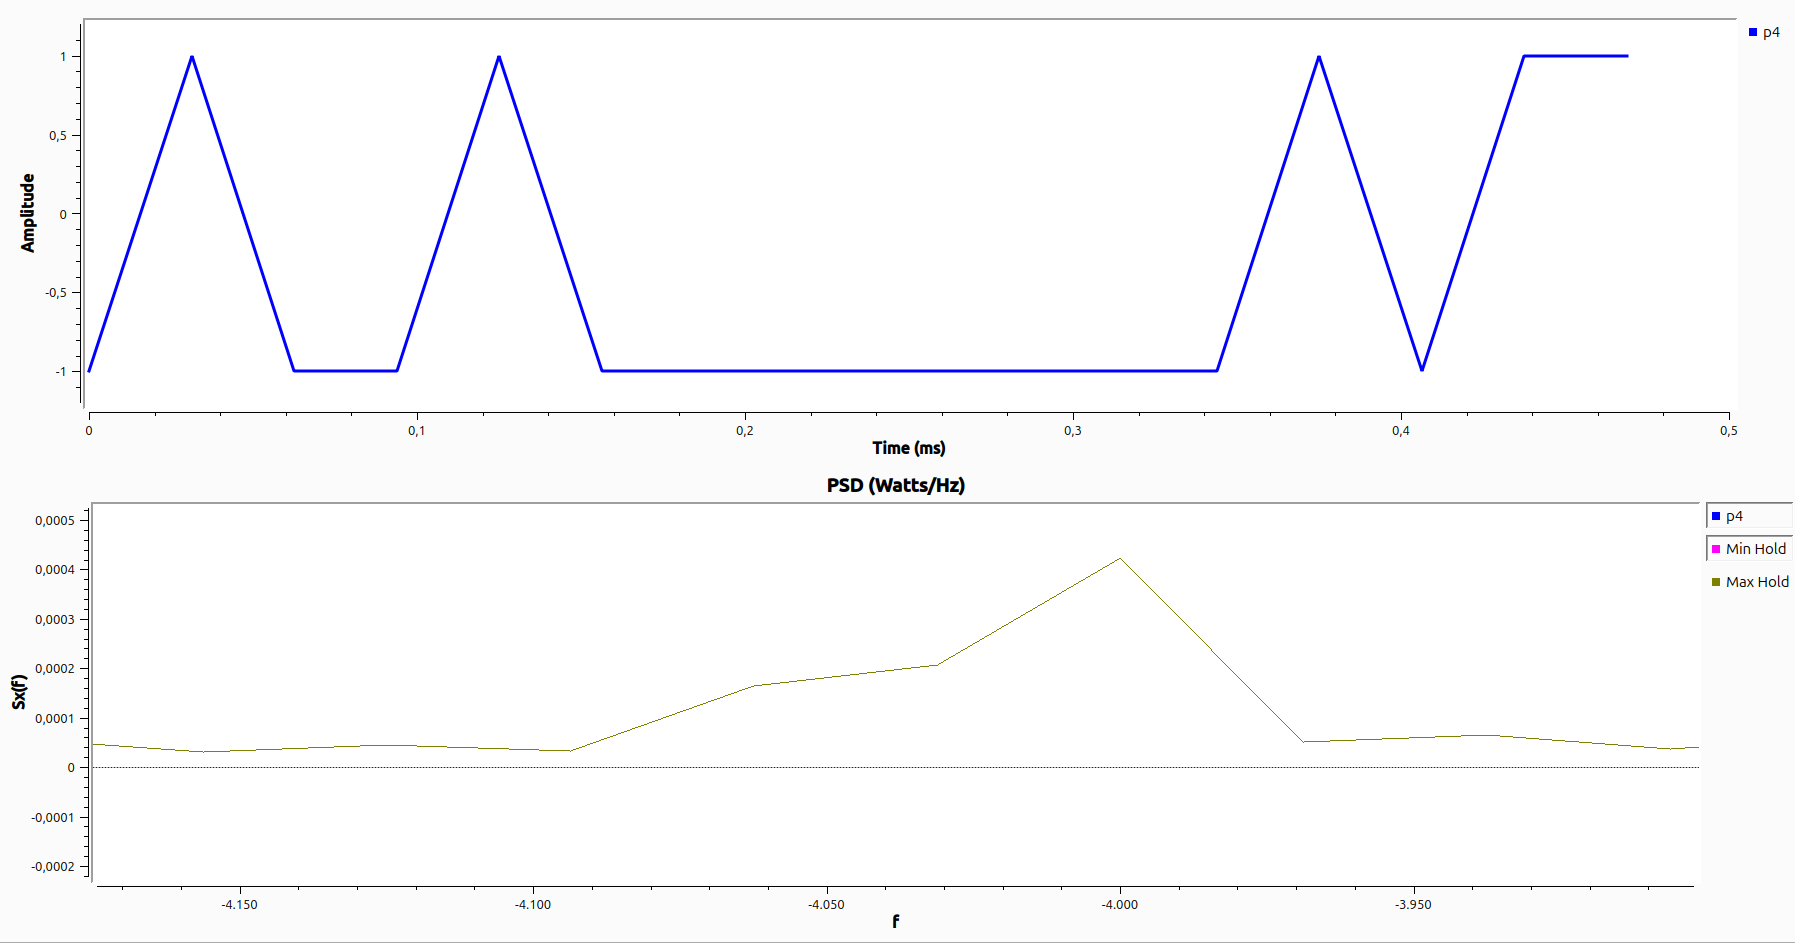 p4
1
0,5
0
-0,5
-1
Amplitude
0 0,1 0,2 0,3 0,4 0,5
Time (ms)
PSD (Watts/Hz)
p4
Min Hold
Max Hold
0,0005
0,0004
0,0003
0,0002
0,0001
0
-0,0001
-0,0002
Sx(f)
-4.150 -4.100 -4.050 -4.000 -3.950
f